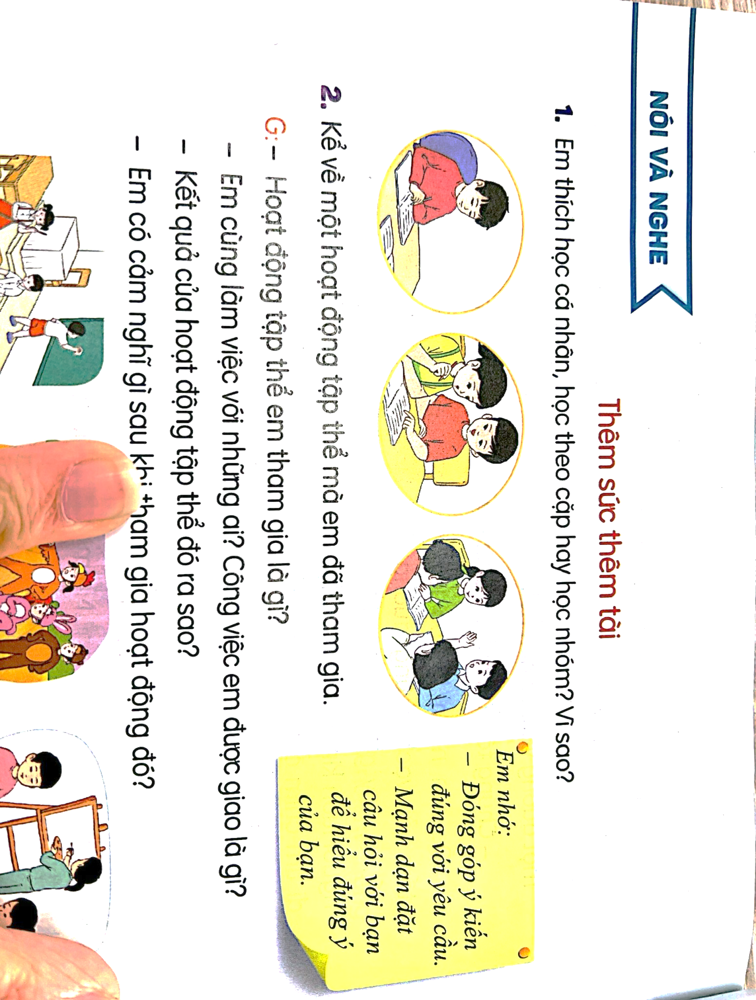 NÓI VÀ NGHE
Thêm sức thêm tài
1. Em thích học cá nhân, học theo cặp hay học nhóm? Vì sao?
2. Kể về một hoạt động tập thể mà em đã tham gia.
G: – Hoạt động tập thể em tham gia là gì?
– Em cùng làm việc với những ai? Công việc em được giao là gì?
– Kết quả của hoạt động tập thể đó ra sao?
– Em có cảm nghĩ gì sau khi tham gia hoạt động đó?
Em nhớ:
– Đóng góp ý kiến
đúng với yêu cầu.
– Mạnh dạn đặt
câu hỏi với bạn
để hiểu đúng ý
của bạn.